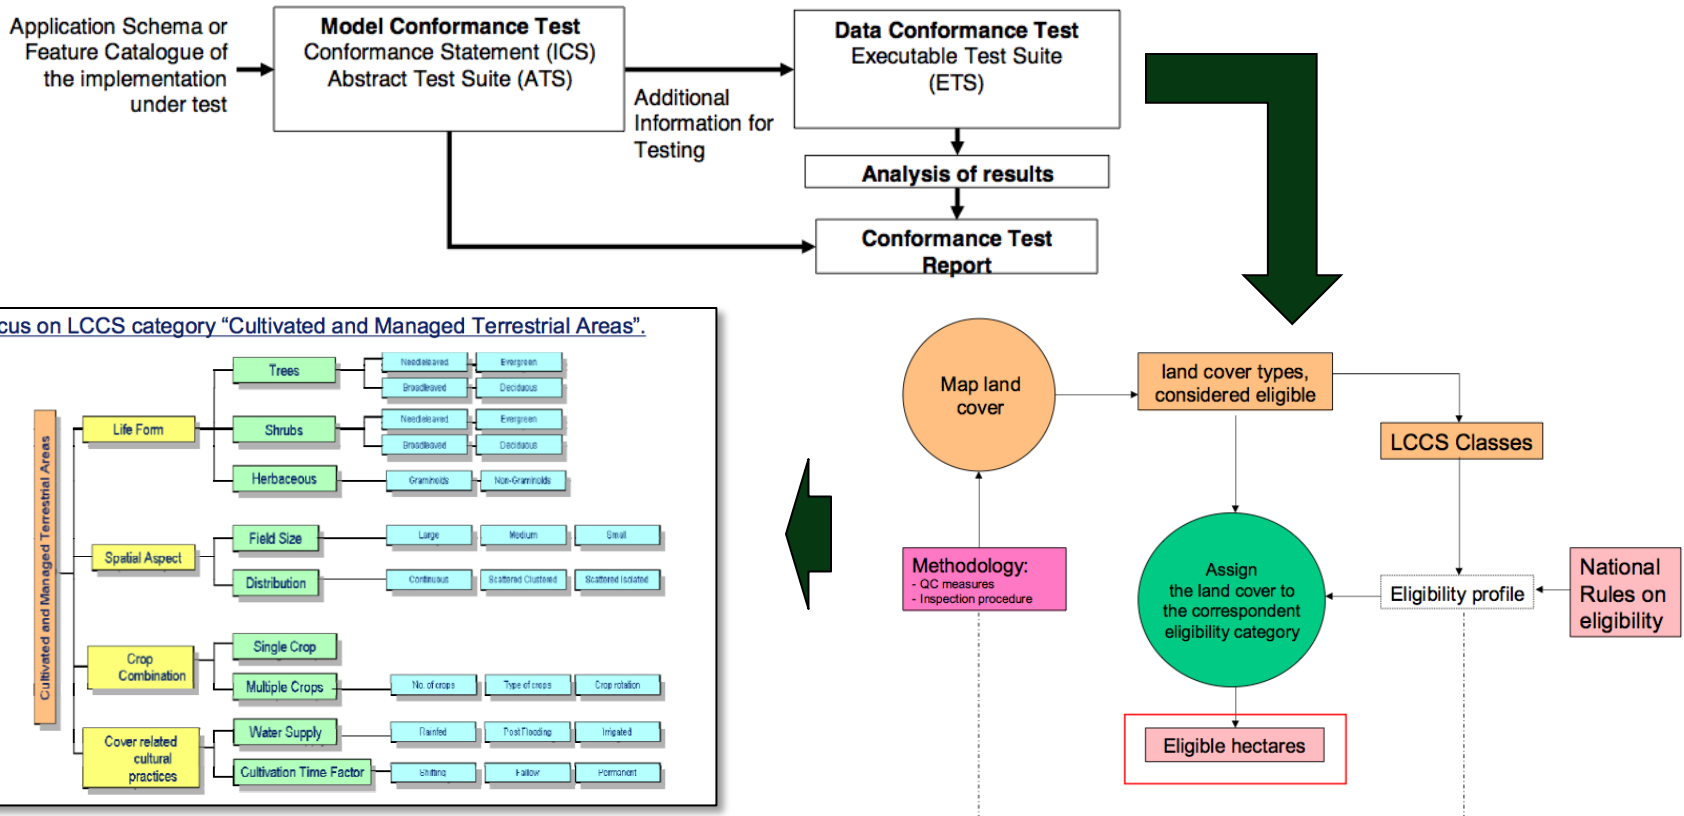 Application Schema or
Feature Catalogue of
the implementation
under test
Model Conformance Test
Conformance Statement (ICS)
Abstract Test Suite (ATS)
Additional
Information for
Testing
Data Conformance Test
Executable Test Suite
(ETS)
Analysis of results
Conformance Test
Report
cus on LCCS category “Cultivated and Managed Terrestrial Areas”.
Cultivated and Managed Terrestrial Areas
Life Form
Trees
Needleleaved
Evergreen
Broadleaved
Deciduous
Shrubs
Needleleaved
Evergreen
Broadleaved
Deciduous
Herbaceous
Graminoids
Non-Graminoids
Spatial Aspect
Field Size
Large
Medium
Small
Distribution
Continuous
Scattered Clustered
Scattered Isolated
Crop
Combination
Single Crop
Multiple Crops
No. of crops
Type of crops
Crop rotation
Cover related
cultural
practices
Water Supply
Rainfed
Post Flooding
Irrigated
Cultivation Time Factor
Shifting
Fallow
Permanent
Map land
cover
land cover types,
considered eligible
LCCS Classes
Methodology:
- QC measures
- Inspection procedure
Assign
the land cover to
the correspondent
eligibility category
Eligibility profile
National
Rules on
eligibility
Eligible hectares